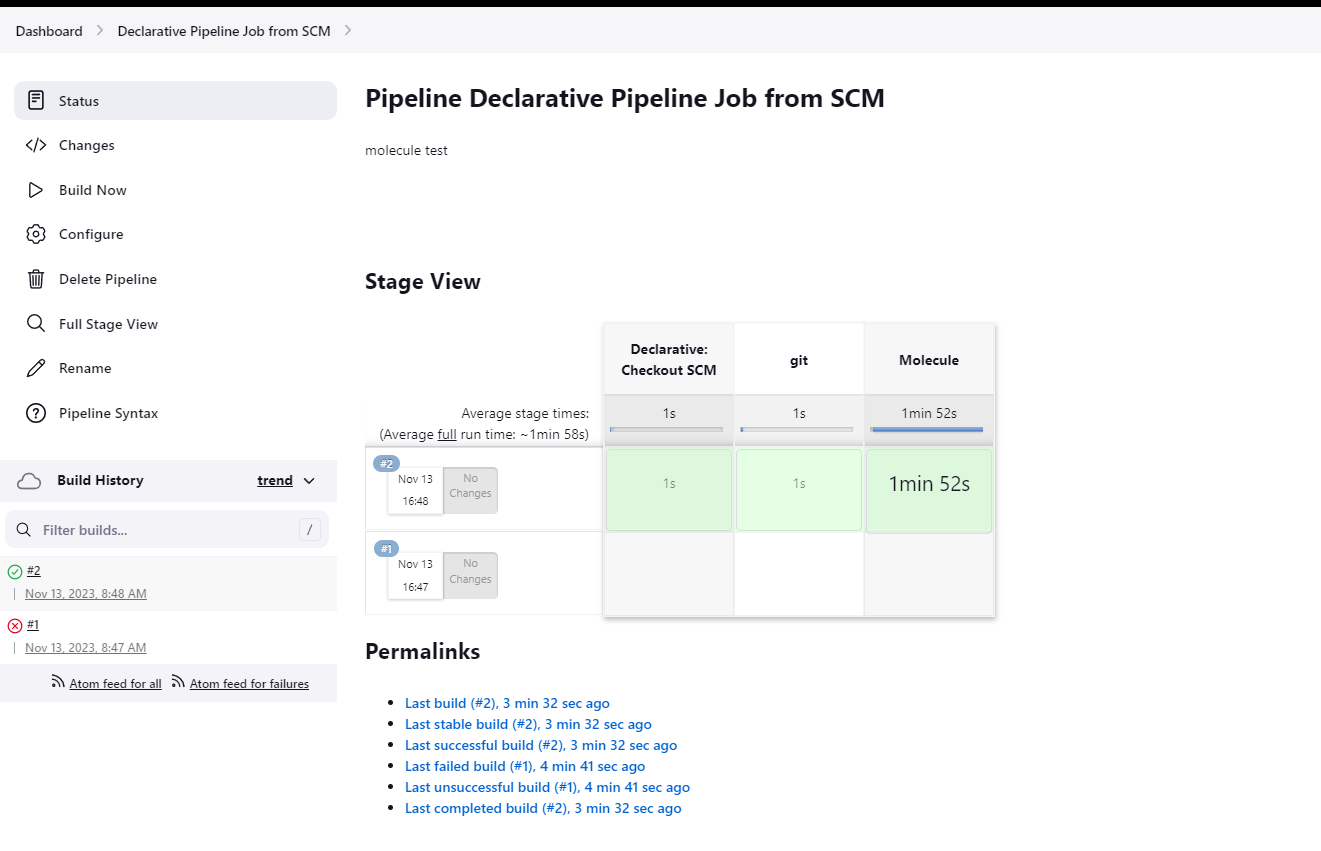 Dashboard
Declarative Pipeline Job from SCM
Status
Changes
Build Now
Configure
Delete Pipeline
Full Stage View
Rename
Pipeline Syntax
Build History
trend
Filter builds...
/
#2
Nov 13, 2023, 8:48 AM
#1
Nov 13, 2023, 8:47 AM
Atom feed for all
Atom feed for failures
Pipeline Declarative Pipeline Job from SCM
molecule test
Stage View
Declarative:
Checkout SCM
git
Molecule
Average stage times:
(Average full run time: ~1min 58s)
1s
1s
1min 52s
#2
Nov 13
16:48
No
Changes
1s
1s
1min 52s
#1
Nov 13
16:47
No
Changes
Permalinks
Last build (#2), 3 min 32 sec ago
Last stable build (#2), 3 min 32 sec ago
Last successful build (#2), 3 min 32 sec ago
Last failed build (#1), 4 min 41 sec ago
Last unsuccessful build (#1), 4 min 41 sec ago
Last completed build (#2), 3 min 32 sec ago